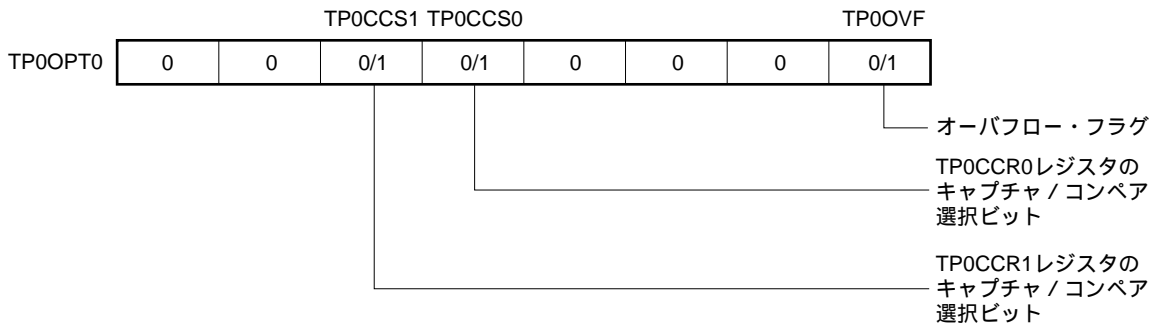 TP0CCS1 TP0CCS0 TP0OVF
TP0OPT0 0 0 0/1 0/1 0 0 0 0/1
オーバフロー・フラグ
TP0CCR0レジスタの
キャプチャ／コンペア
選択ビット
TP0CCR1レジスタの
キャプチャ／コンペア
選択ビット